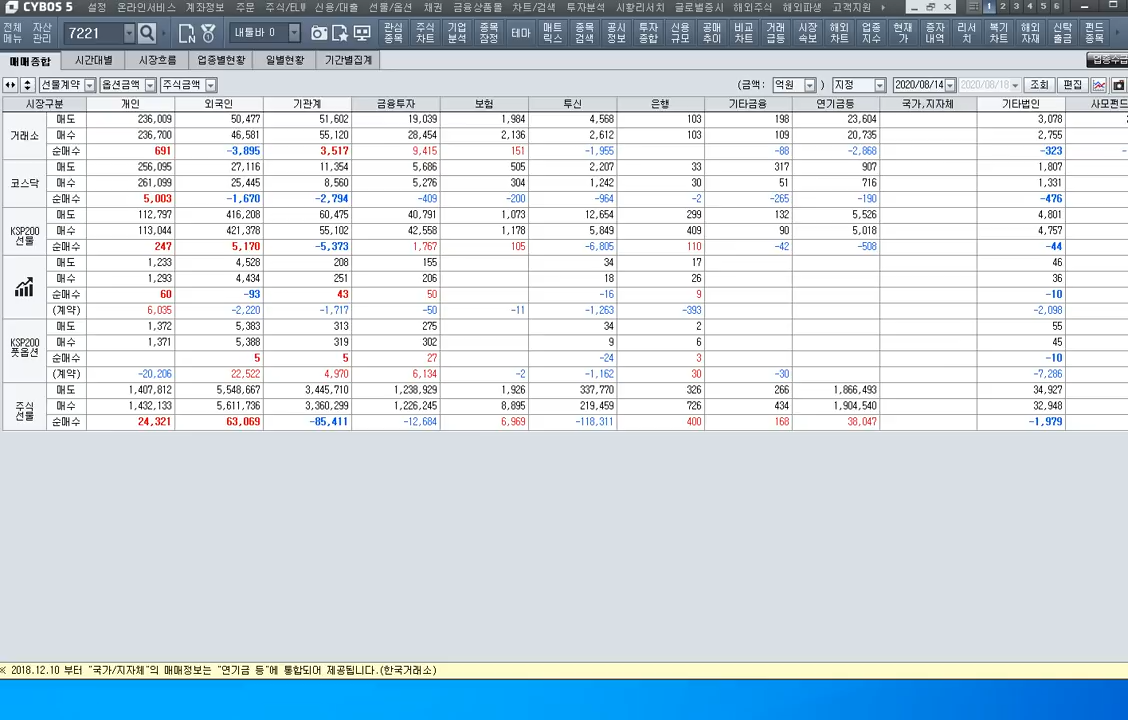 CYBOS 5 설정 온라인서비스 계좌정보 주문 주식/ELW 신용/대출 선물/옵션 채권 금융상품몰 차트/검색 투자분석 시황리서치 글로벌증시 해외주식 해외파생 고객지원 1 2 3 4 5 6
전체메뉴 자산관리 7221 내툴바 0 관심종목 주식차트 기업분석 종목잠정 테마 매트릭스 종목검색 공시정보 투자종합 신용규모 공매추이 비교차트 거래급등 시장속보 해외차트 업종지수 현재가 증자내역 리서치 복기차트 해외자재 신탁출금 펀드종목
매매종합 시간대별 시장흐름 업종별현황 일별현황 기간별집계
선물계약 옵션금액 주식금액 (금액: 억원 ) 지정 2020/08/14 2020/08/16 조회 편집
시장구분 개인 외국인 기관계 금융투자 보험 투신 은행 기타금융 연기금등 국가,지자체 기타법인 사모펀드
거래소 매도 236,009 50,477 51,602 19,039 1,984 4,568 103 198 23,604 3,078
매수 236,700 46,581 55,120 28,454 2,136 2,612 103 109 20,735 2,755
순매수 691 -3,895 3,517 9,415 151 -1,955 -88 -2,868 -323
코스닥 매도 256,095 27,116 11,354 5,686 505 2,207 33 317 907 1,807
매수 261,099 25,445 8,560 5,276 304 1,242 30 51 716 1,331
순매수 5,003 -1,670 -2,794 -409 -200 -964 -2 -265 -190 -476
KSP200 선물 매도 112,797 416,208 60,475 40,791 1,073 12,654 299 132 5,526 4,801
매수 113,044 421,378 55,102 42,558 1,178 5,849 409 90 5,018 4,757
순매수 247 5,170 -5,373 1,767 105 -6,805 110 -42 -508 -44
매도 1,233 4,528 208 155 34 17 46
매수 1,293 4,434 251 206 18 26 36
순매수 60 -93 43 50 -16 9 -10
(계약) 6,035 -2,220 -1,717 -50 -11 -1,263 -393 -2,098
KSP200 풋옵션 매도 1,372 5,383 313 275 34 2 55
매수 1,371 5,388 319 302 9 6 45
순매수 5 5 27 -24 3 -10
(계약) -20,206 22,522 4,970 6,134 -2 -1,162 30 -30 -7,286
주식 선물 매도 1,407,812 5,548,667 3,445,710 1,238,929 1,926 337,770 326 266 1,866,493 34,927
매수 1,432,133 5,611,736 3,360,299 1,226,245 8,895 219,459 726 434 1,904,540 32,948
순매수 24,321 63,069 -85,411 -12,684 6,969 -118,311 400 168 38,047 -1,979
※ 2018.12.10 부터 "국가/지자체"의 매매정보는 "연기금 등"에 통합되어 제공됩니다.(한국거래소)